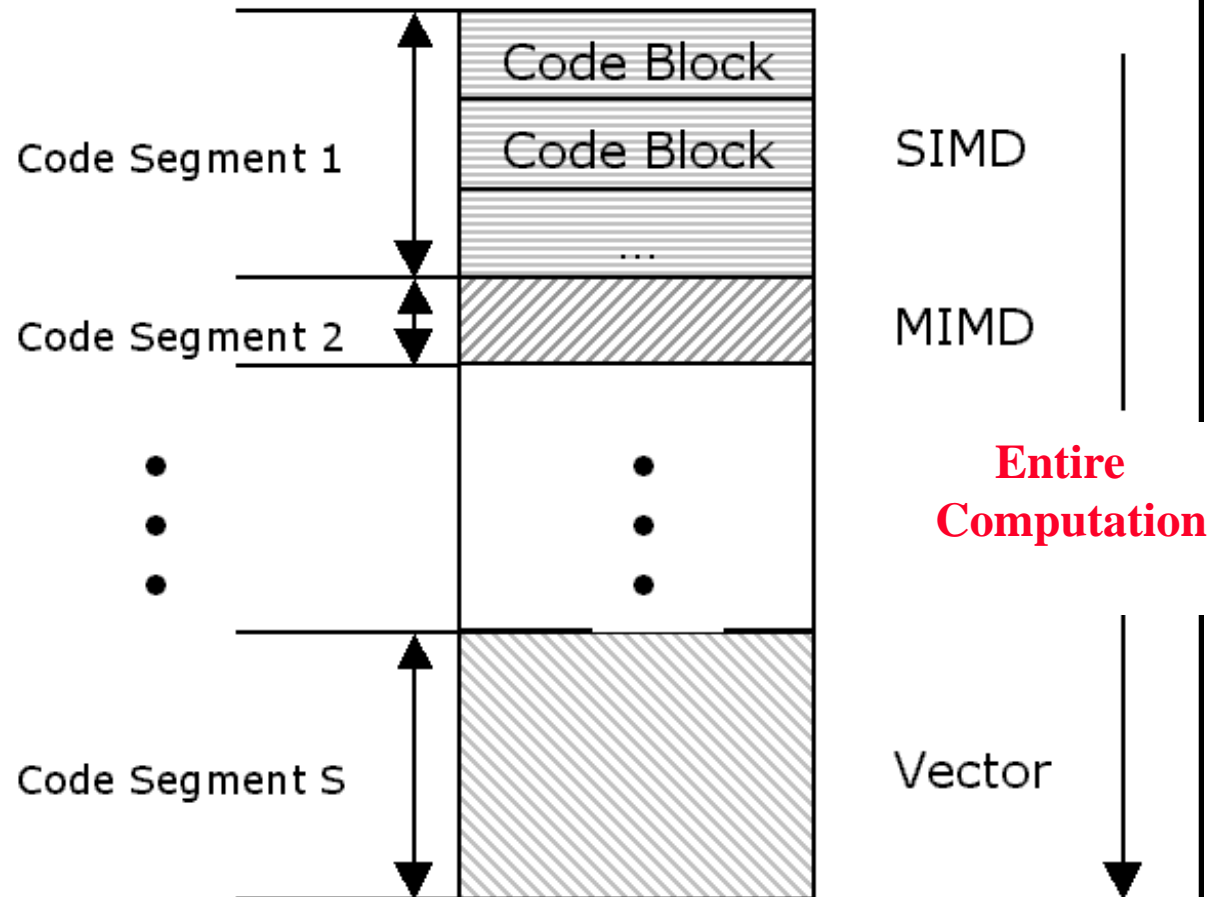 Code Block
Code Segment 1
Code Block
SIMD
...
Code Segment 2
MIMD
Entire
Computation
Code Segment S
Vector